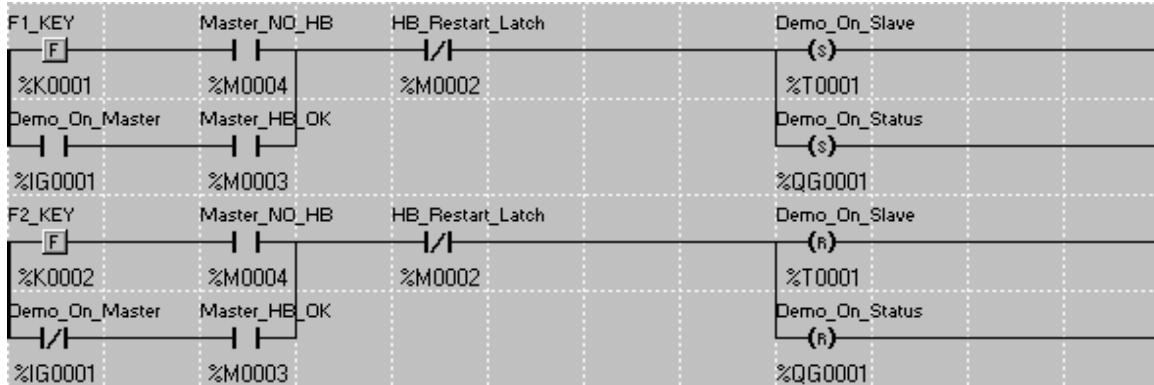 F1_KEY Master_NO_HB HB_Restart_Latch Demo_On_Slave
F S
%K0001 %M0004 %M0002 %T0001
Demo_On_Master Master_HB_OK Demo_On_Status
S
%IG0001 %M0003 %QG0001
F2_KEY Master_NO_HB HB_Restart_Latch Demo_On_Slave
F R
%K0002 %M0004 %M0002 %T0001
Demo_On_Master Master_HB_OK Demo_On_Status
R
%IG0001 %M0003 %QG0001